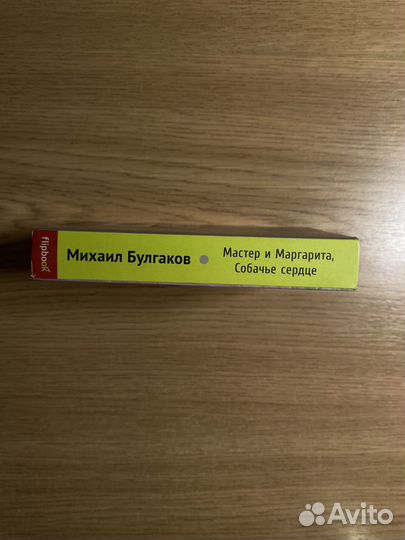 flipbook
Михаил Булгаков
Мастер и Маргарита,
Собачье сердце
Avito